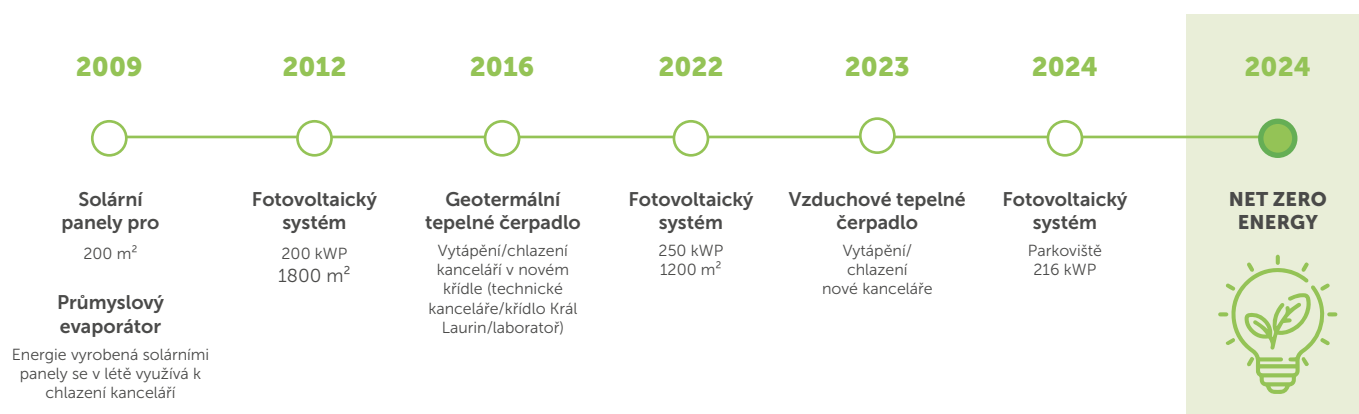 2009
Solární
panely pro
200 m²
Průmyslový
evaporátor
Energie vyrobená solárními
panely se v létě využívá k
chlazení kanceláří
2012
Fotovoltaický
systém
200 kWP
1800 m²
2016
Geotermální
tepelné čerpadlo
Vytápění/chlazení
kanceláří v novém
křídle (technické
kanceláře/křídlo Král
Laurin/laboratoř)
2022
Fotovoltaický
systém
250 kWP
1200 m²
2023
Vzduchové tepelné
čerpadlo
Vytápění/
chlazení
nové kanceláře
2024
Fotovoltaický
systém
Parkoviště
216 kWP
2024
NET ZERO
ENERGY